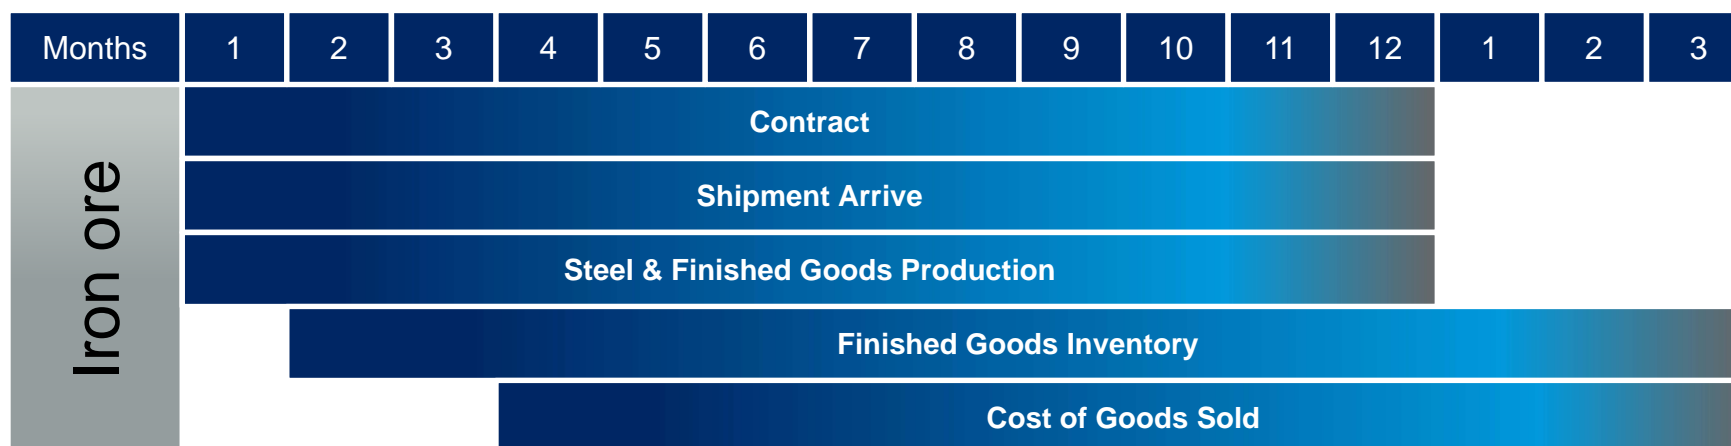 Months 1 2 3 4 5 6 7 8 9 10 11 12 1 2 3
Iron ore
Contract
Shipment Arrive
Steel & Finished Goods Production
Finished Goods Inventory
Cost of Goods Sold